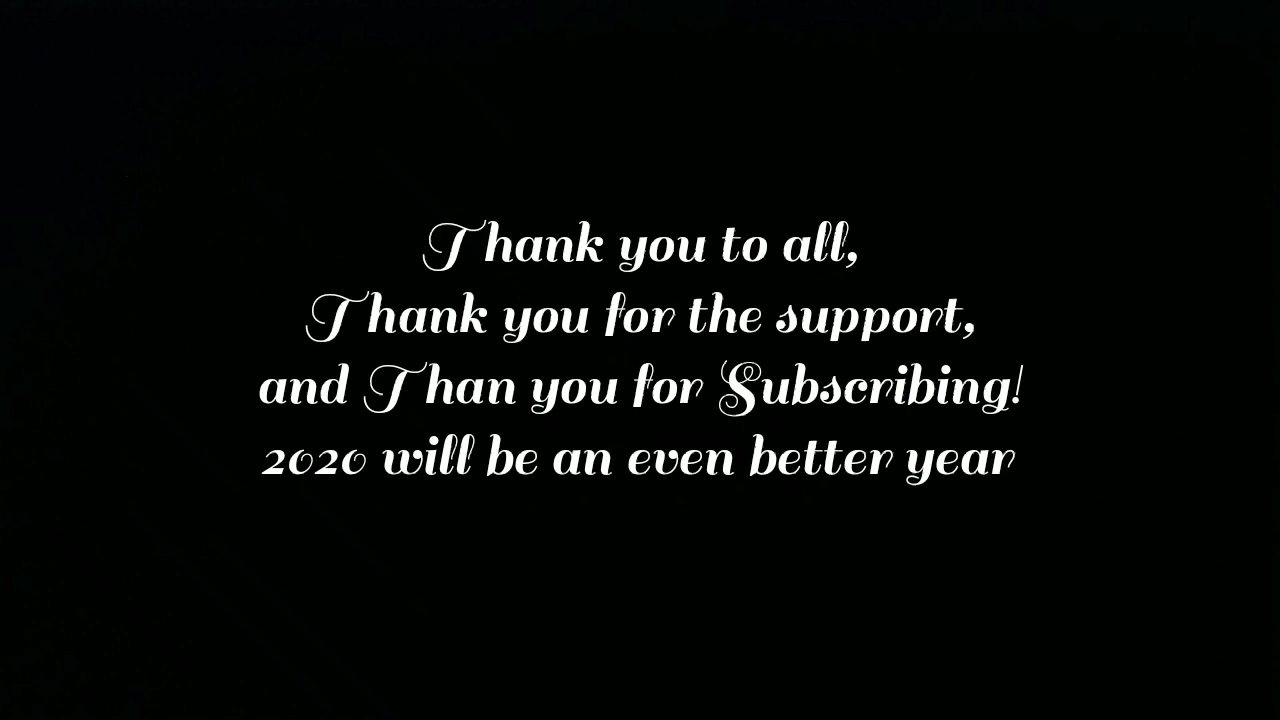 Thank you to all,
Thank you for the support,
and Than you for Subscribing!
2020 will be an even better year